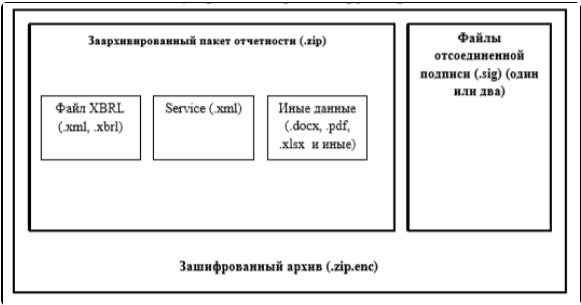 Заархивированный пакет отчетности (.zip)
Файл XBRL
(.xml, .xbrl)
Service (.xml)
Иные данные
(.docx, .pdf,
.xlsx и иные)
Файлы
отсоединенной
подписи (.sig) (один
или два)
Зашифрованный архив (.zip.enc)